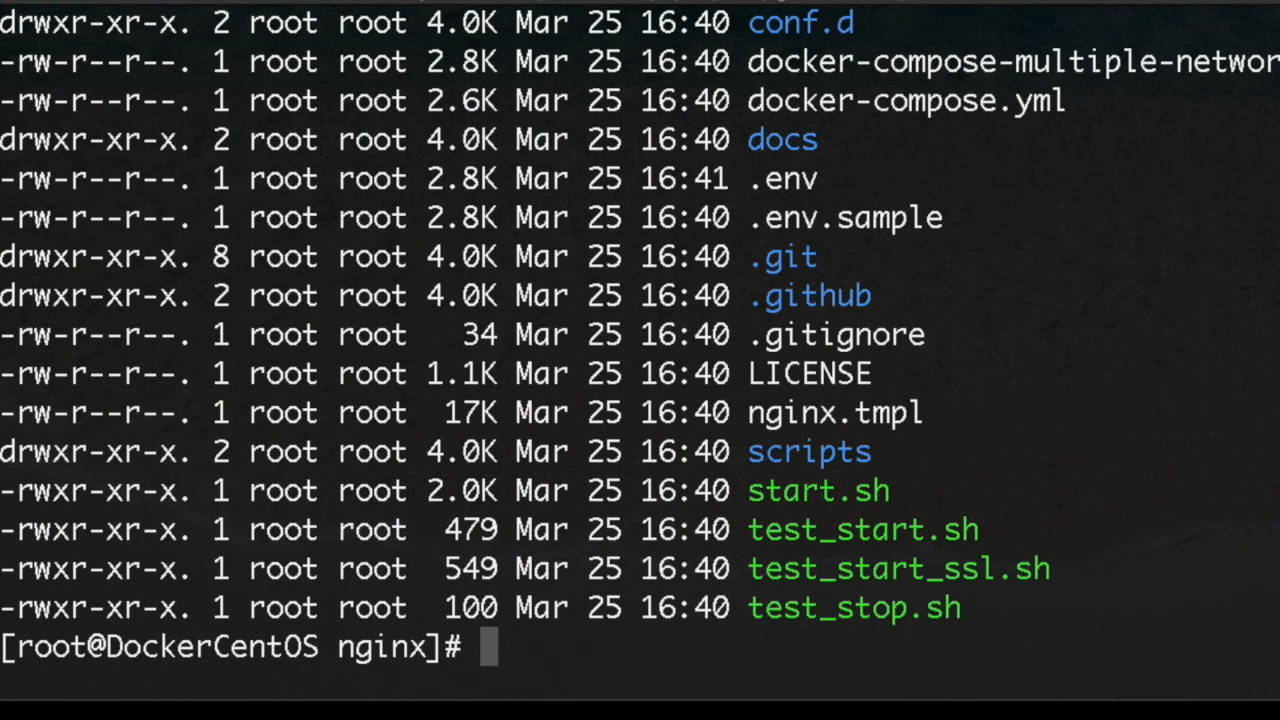 drwxr-xr-x. 2 root root 4.0K Mar 25 16:40 conf.d
-rw-r--r--. 1 root root 2.8K Mar 25 16:40 docker-compose-multiple-networ
-rw-r--r--. 1 root root 2.6K Mar 25 16:40 docker-compose.yml
drwxr-xr-x. 2 root root 4.0K Mar 25 16:40 docs
-rw-r--r--. 1 root root 2.8K Mar 25 16:41 .env
-rw-r--r--. 1 root root 2.8K Mar 25 16:40 .env.sample
drwxr-xr-x. 8 root root 4.0K Mar 25 16:40 .git
drwxr-xr-x. 2 root root 4.0K Mar 25 16:40 .github
-rw-r--r--. 1 root root   34 Mar 25 16:40 .gitignore
-rw-r--r--. 1 root root 1.1K Mar 25 16:40 LICENSE
-rw-r--r--. 1 root root  17K Mar 25 16:40 nginx.tmpl
drwxr-xr-x. 2 root root 4.0K Mar 25 16:40 scripts
-rwxr-xr-x. 1 root root 2.0K Mar 25 16:40 start.sh
-rwxr-xr-x. 1 root root  479 Mar 25 16:40 test_start.sh
-rwxr-xr-x. 1 root root  549 Mar 25 16:40 test_start_ssl.sh
-rwxr-xr-x. 1 root root  100 Mar 25 16:40 test_stop.sh
[root@DockerCentOS nginx]#